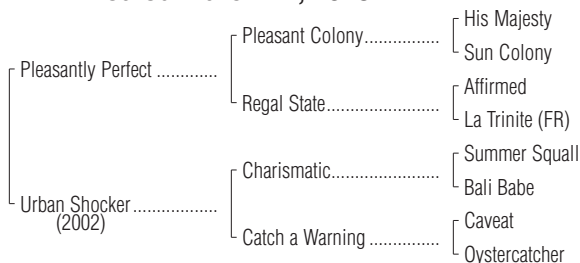 His Majesty
Pleasant Colony
Sun Colony
Pleasantly Perfect
Affirmed
Regal State
La Trinite (FR)
Summer Squall
Charismatic
Bali Babe
Urban Shocker
(2002)
Caveat
Catch a Warning
Oystercatcher